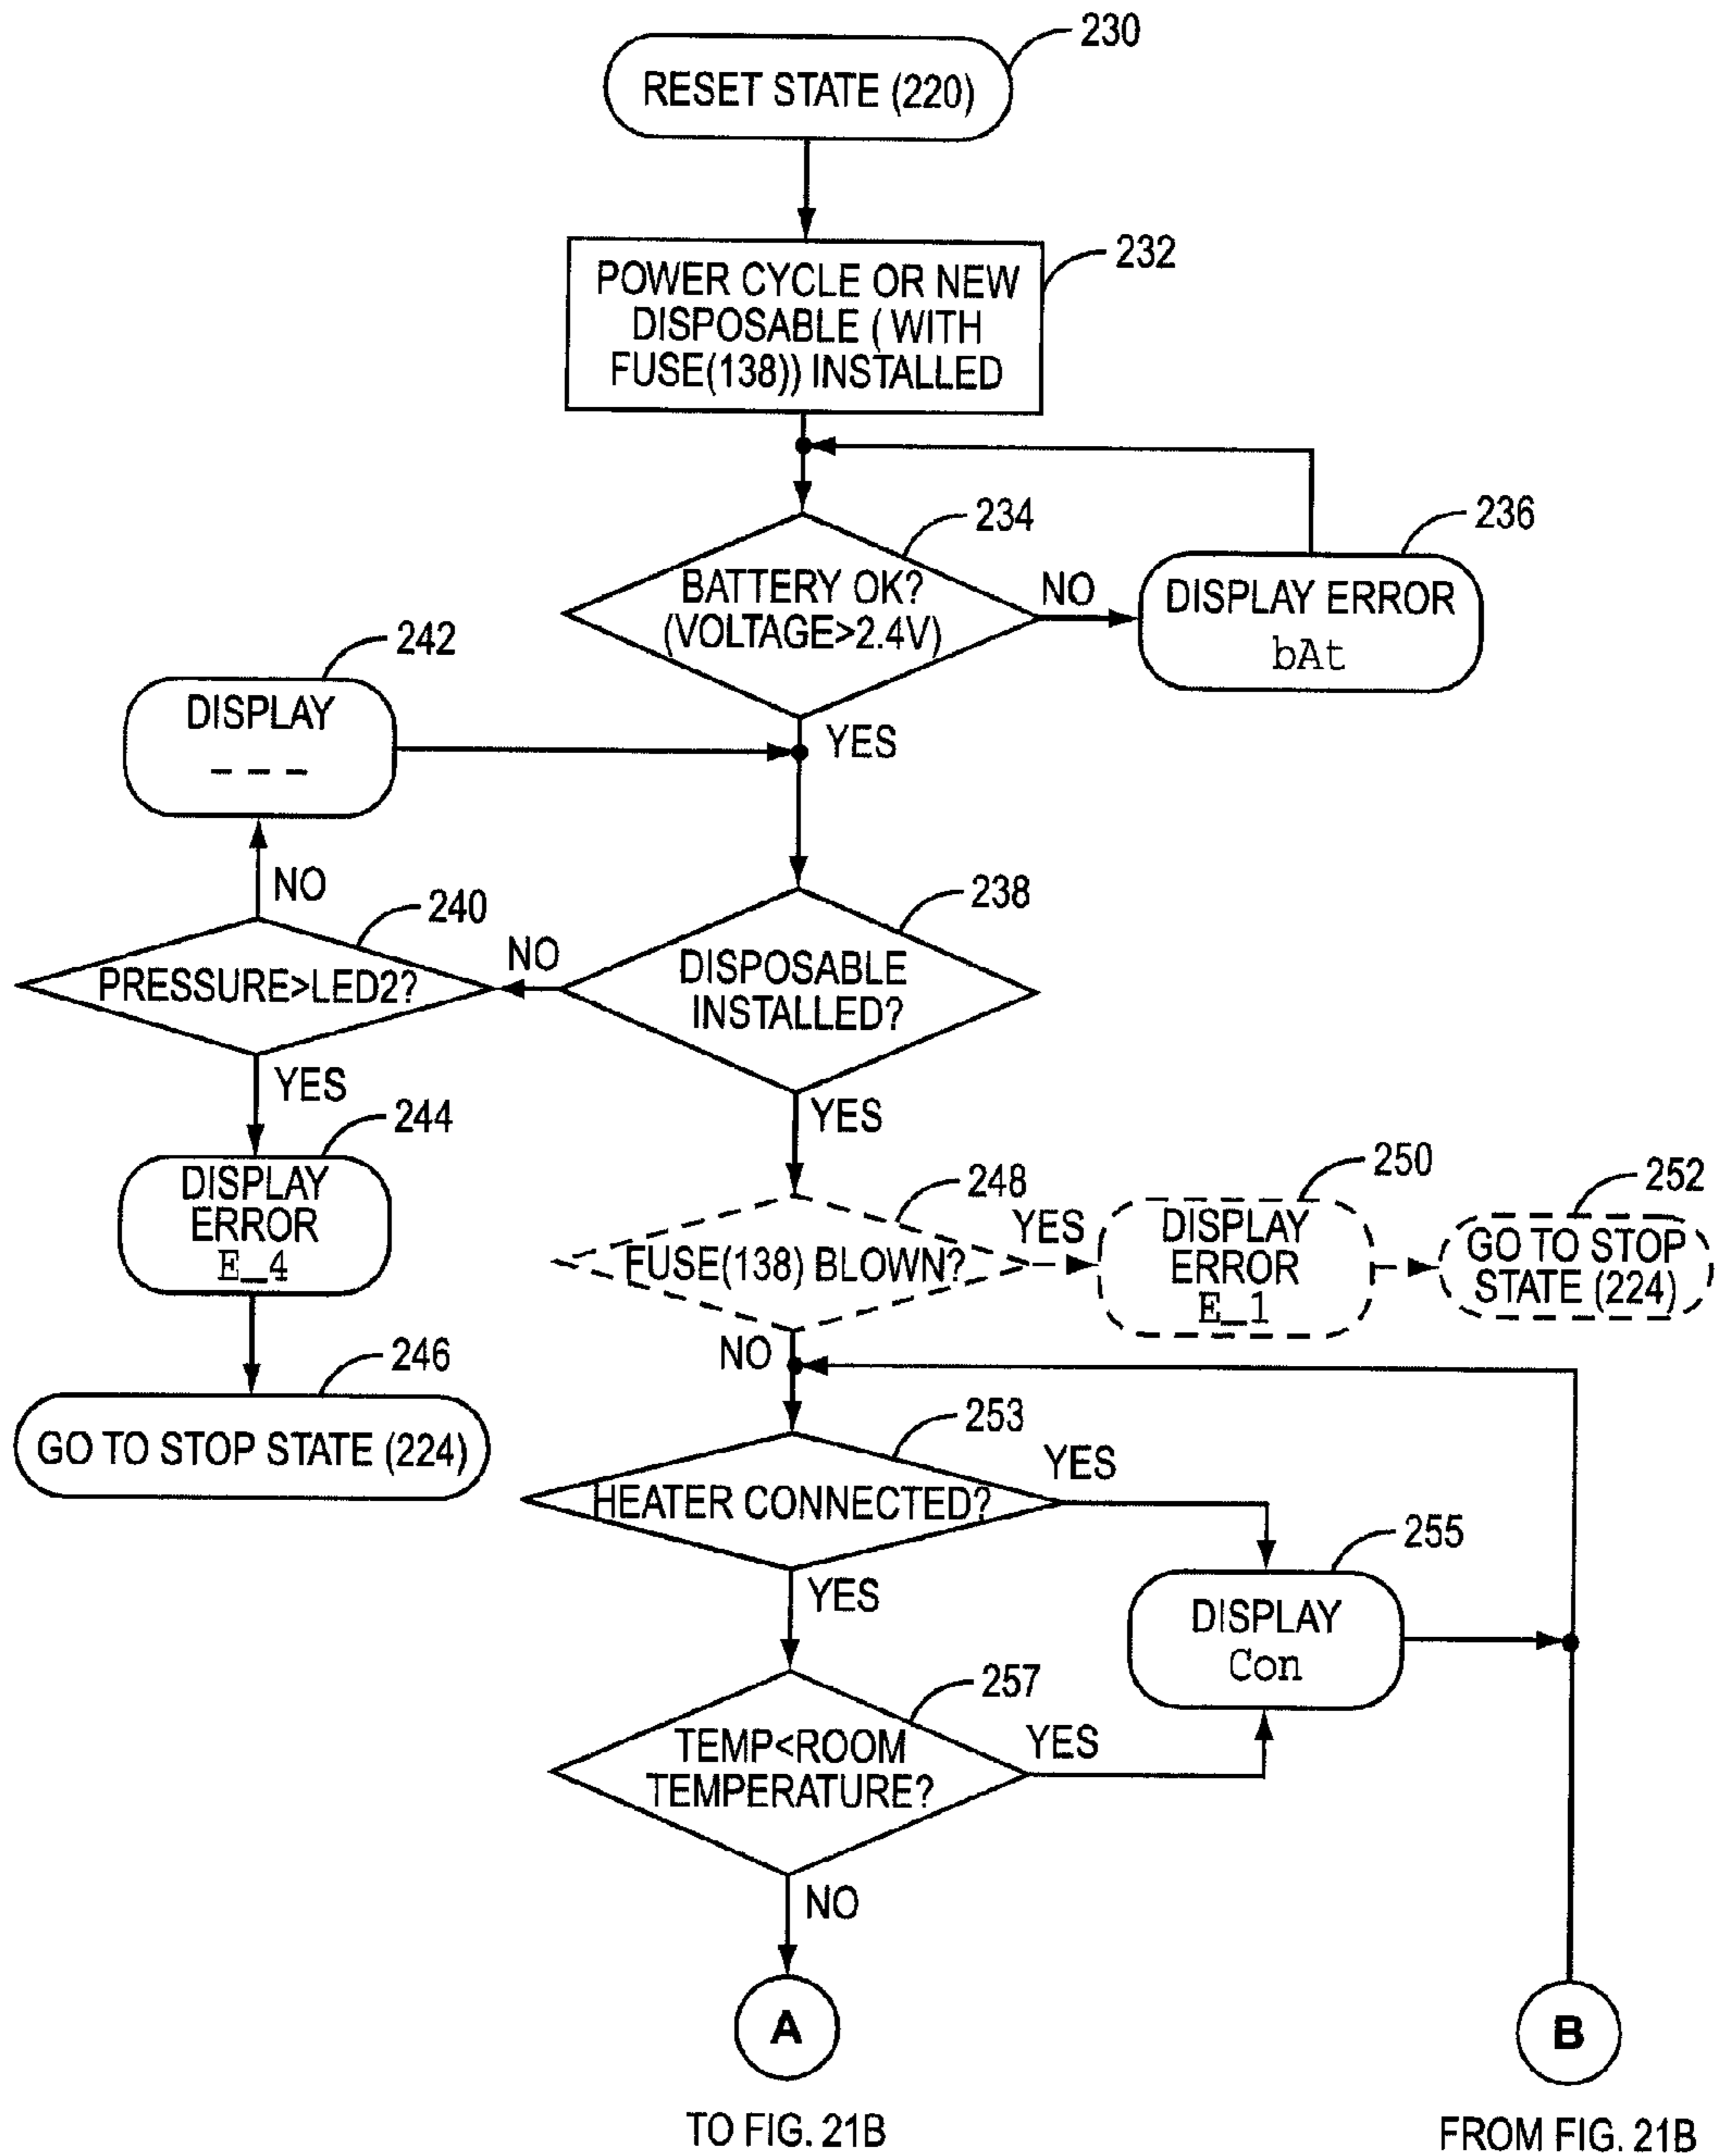 230
RESET STATE (220)
232
POWER CYCLE OR NEW
DISPOSABLE ( WITH
FUSE(138)) INSTALLED
234
BATTERY OK?
(VOLTAGE>2.4V)
NO
236
DISPLAY ERROR
bAt
242
DISPLAY
_ _ _
YES
NO
240
PRESSURE>LED2?
NO
238
DISPOSABLE
INSTALLED?
YES
YES
244
DISPLAY
ERROR
E_4
248
FUSE(138) BLOWN?
YES
250
DISPLAY
ERROR
E_1
252
GO TO STOP
STATE (224)
NO
246
GO TO STOP STATE (224)
253
HEATER CONNECTED?
YES
YES
255
DISPLAY
Con
257
TEMP<ROOM
TEMPERATURE?
YES
NO
A
B
TO FIG. 21B
FROM FIG. 21B